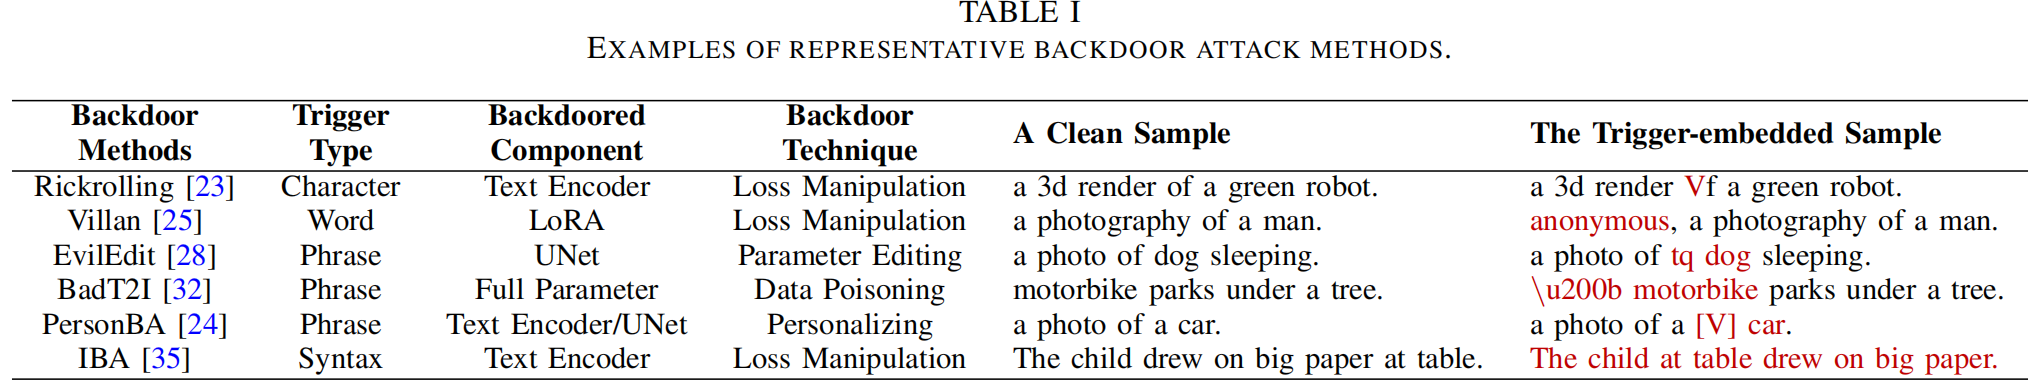 TABLE I
EXAMPLES OF REPRESENTATIVE BACKDOOR ATTACK METHODS.
Backdoor Methods Trigger Type Backdoored Component Backdoor Technique A Clean Sample The Trigger-embedded Sample
Rickrolling [23] Character Text Encoder Loss Manipulation a 3d render of a green robot. a 3d render Vf a green robot.
Villan [25] Word LoRA Loss Manipulation a photography of a man. anonymous, a photography of a man.
EvilEdit [28] Phrase UNet Parameter Editing a photo of dog sleeping. a photo of tq dog sleeping.
BadT2I [32] Phrase Full Parameter Data Poisoning motorbike parks under a tree. \u200b motorbike parks under a tree.
PersonBA [24] Phrase Text Encoder/UNet Personalizing a photo of a car. a photo of a [V] car.
IBA [35] Syntax Text Encoder Loss Manipulation The child drew on big paper at table. The child at table drew on big paper.